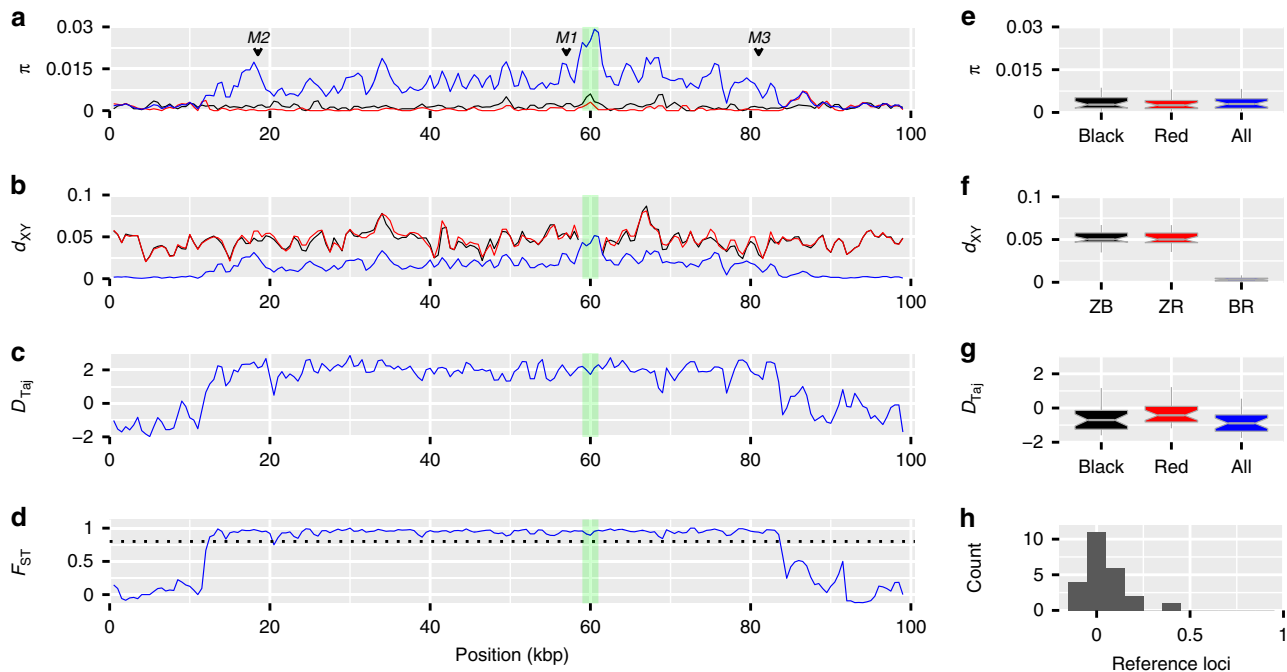 a
0.03
0.015
0
π
M2
M1
M3
0 20 40 60 80 100
b
0.1
0.05
0
dXY
0 20 40 60 80 100
c
2
0
−2
DTaj
0 20 40 60 80 100
d
1
0.5
0
FST
0 20 40 60 80 100
Position (kbp)
e
0.03
0.015
0
π
Black Red All
f
0.1
0.05
0
dXY
ZB ZR BR
g
2
0
−2
DTaj
Black Red All
h
10
5
0
Count
0 0.5 1
Reference loci